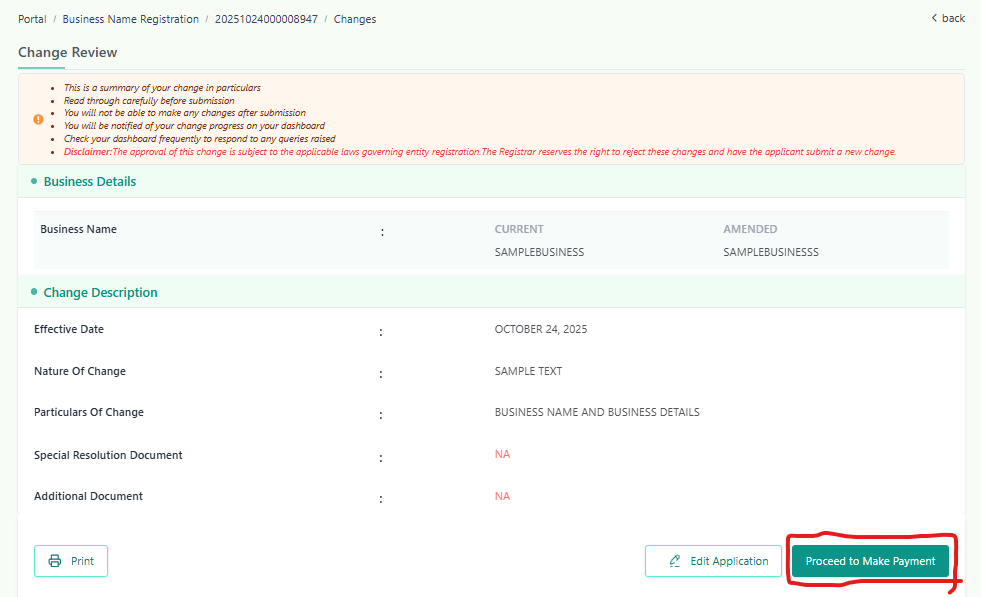 Portal / Business Name Registration / 20251024000008947 / Changes
back
Change Review
This is a summary of your change in particulars
Read through carefully before submission
You will not be able to make any changes after submission
You will be notified of your change progress on your dashboard
Check your dashboard frequently to respond to any queries raised
Disclaimer:The approval of this change is subject to the applicable laws governing entity registration.The Registrar reserves the right to reject these changes and have the applicant submit a new change.
Business Details
Business Name : CURRENT AMENDED
SAMPLEBUSINESS SAMPLEBUSINESSS
Change Description
Effective Date : OCTOBER 24, 2025
Nature Of Change : SAMPLE TEXT
Particulars Of Change : BUSINESS NAME AND BUSINESS DETAILS
Special Resolution Document : NA
Additional Document : NA
Print Edit Application Proceed to Make Payment